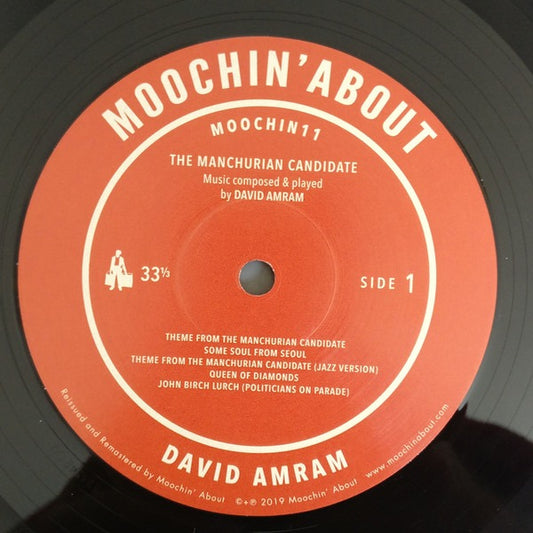 MOOCHIN' ABOUT
MOOCHIN11
THE MANCHURIAN CANDIDATE
Music composed & played
by DAVID AMRAM
33⅓
SIDE 1
THEME FROM THE MANCHURIAN CANDIDATE
SOME SOUL FROM SEOUL
THEME FROM THE MANCHURIAN CANDIDATE (JAZZ VERSION)
QUEEN OF DIAMONDS
JOHN BIRCH LURCH (POLITICIANS ON PARADE)
DAVID AMRAM
Reissued and Remastered by Moochin' About ©+℗ 2019 Moochin' About www.moochinabout.com